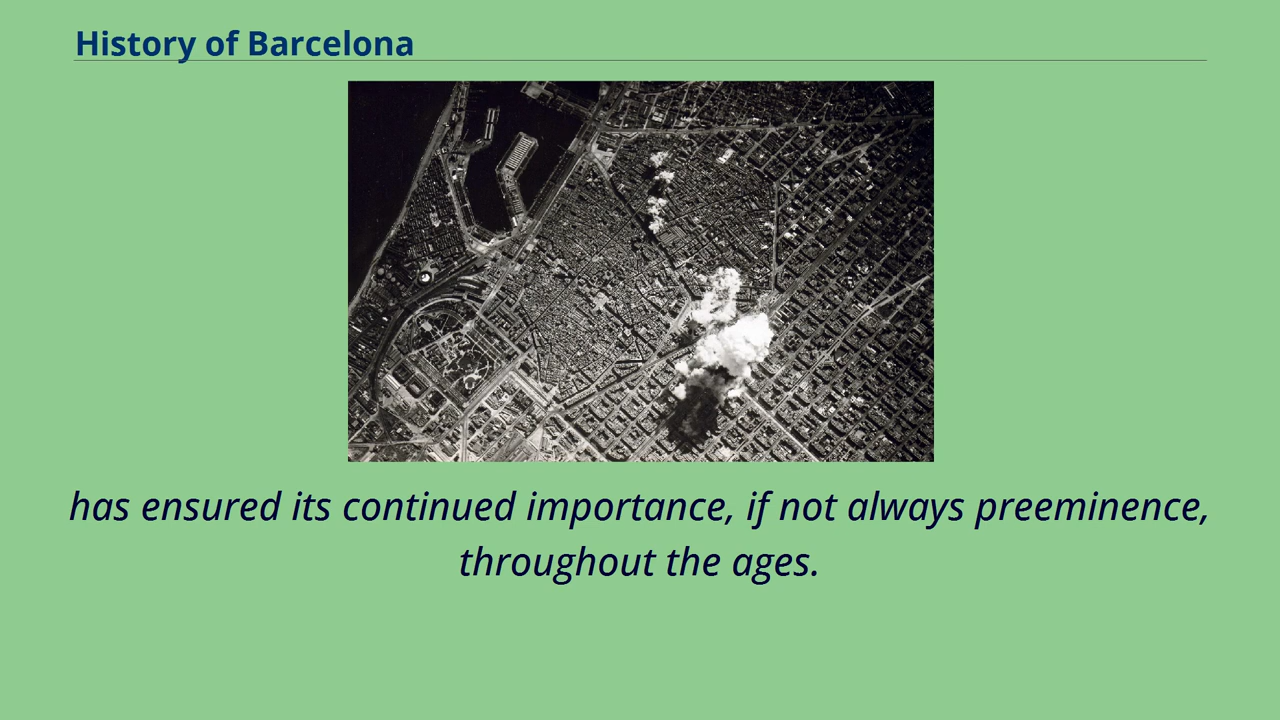 History of Barcelona
has ensured its continued importance, if not always preeminence,
throughout the ages.